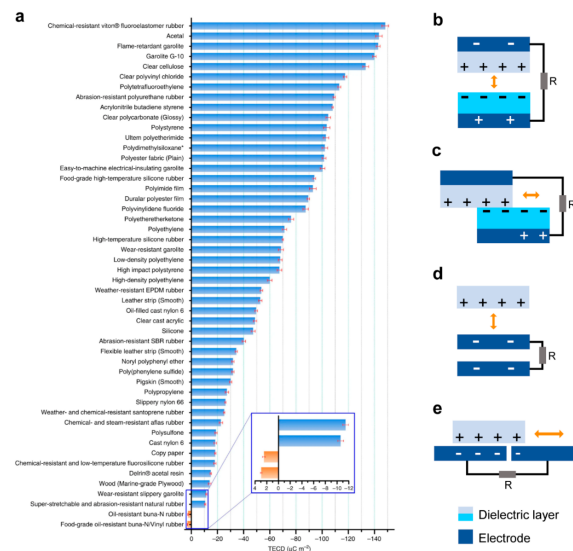 a
Chemical-resistant viton® fluoroelastomer rubber
Acetal
Flame-retardant garolite
Garolite G-10
Clear cellulose
Clear polyvinyl chloride
Polytetrafluoroethylene
Abrasion-resistant polyurethane rubber
Acrylonitrile butadiene styrene
Clear polycarbonate (Glossy)
Polystyrene
Ultem polyetherimide
Polydimethylsiloxane*
Polyester fabric (Plain)
Easy-to-machine electrical-insulating garolite
Food-grade high-temperature silicone rubber
Polyimide film
Duralar polyester film
Polyvinylidene fluoride
Polyetheretherketone
Polyethylene
High-temperature silicone rubber
Wear-resistant garolite
Low-density polyethylene
High impact polystyrene
High-density polyethylene
Weather-resistant EPDM rubber
Leather strip (Smooth)
Oil-filled cast nylon 6
Clear cast acrylic
Silicone
Abrasion-resistant SBR rubber
Flexible leather strip (Smooth)
Noryl polyphenyl ether
Poly(phenylene sulfide)
Pigskin (Smooth)
Polypropylene
Slippery nylon 66
Weather- and chemical-resistant santoprene rubber
Chemical- and steam-resistant aflas rubber
Polysulfone
Cast nylon 6
Copy paper
Chemical-resistant and low-temperature fluorosilicone rubber
Delrin® acetal resin
Wood (Marine-grade Plywood)
Wear-resistant slippery garolite
Super-stretchable and abrasion-resistant natural rubber
Oil-resistant buna-N rubber
Food-grade oil-resistant buna-N/Vinyl rubber
4 2 0 −2 −4 −6 −8 −10 −12
0 −20 −40 −60 −80 −100 −120 −140
TECD (μC m⁻²)
b
− −
+ + + +
R
− − − −
+ +
c
+ + + +
R
− − − −
+ +
d
+ + + +
− −
R
− −
e
+ + + +
− − − −
R
Dielectric layer
Electrode